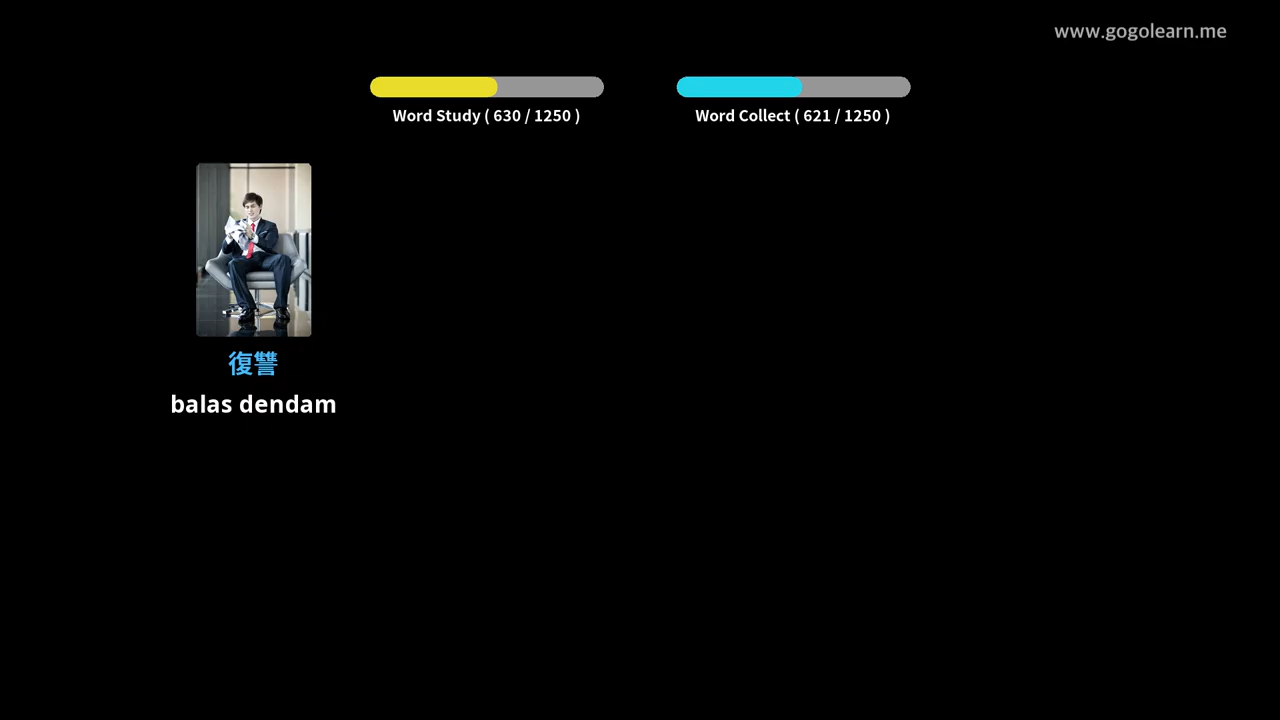 www.gogolearn.me
Word Study ( 630 / 1250 )
Word Collect ( 621 / 1250 )
復讐
balas dendam